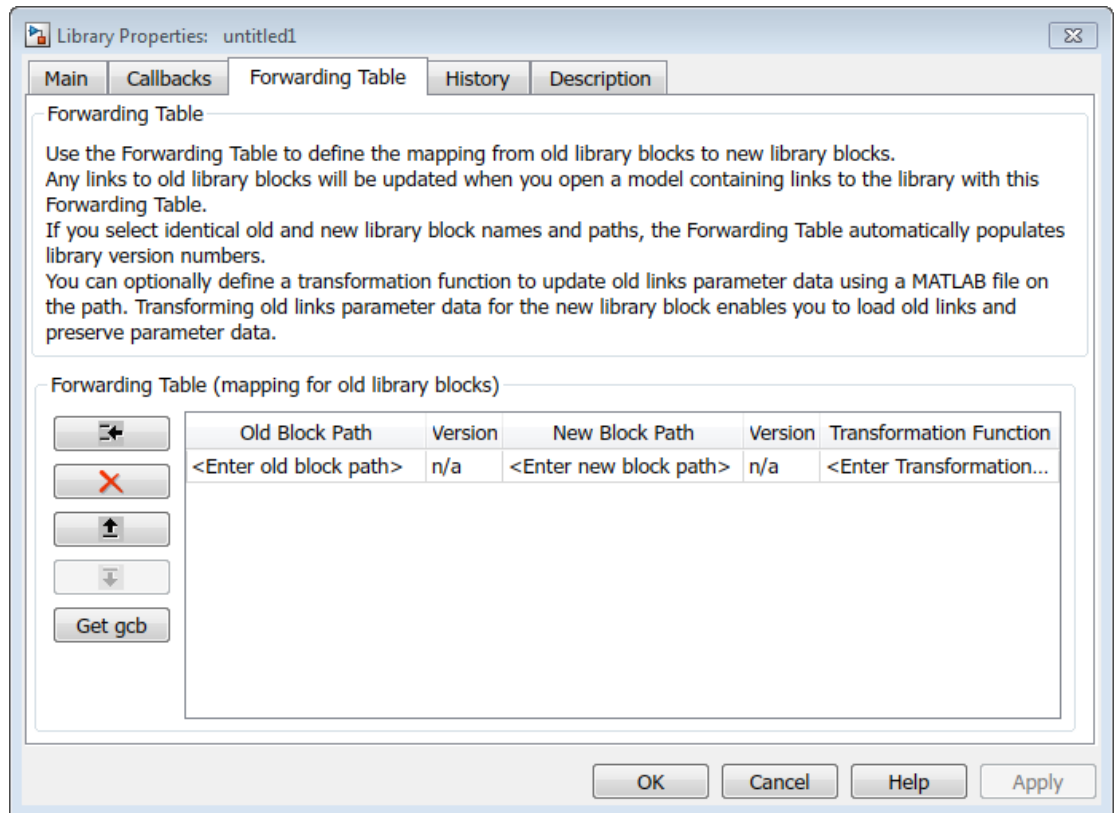 Library Properties: untitled1
Main Callbacks Forwarding Table History Description
Forwarding Table
Use the Forwarding Table to define the mapping from old library blocks to new library blocks.
Any links to old library blocks will be updated when you open a model containing links to the library with this
Forwarding Table.
If you select identical old and new library block names and paths, the Forwarding Table automatically populates
library version numbers.
You can optionally define a transformation function to update old links parameter data using a MATLAB file on
the path. Transforming old links parameter data for the new library block enables you to load old links and
preserve parameter data.
Forwarding Table (mapping for old library blocks)
Old Block Path Version New Block Path Version Transformation Function
<Enter old block path> n/a <Enter new block path> n/a <Enter Transformation...
Get gcb
OK Cancel Help Apply